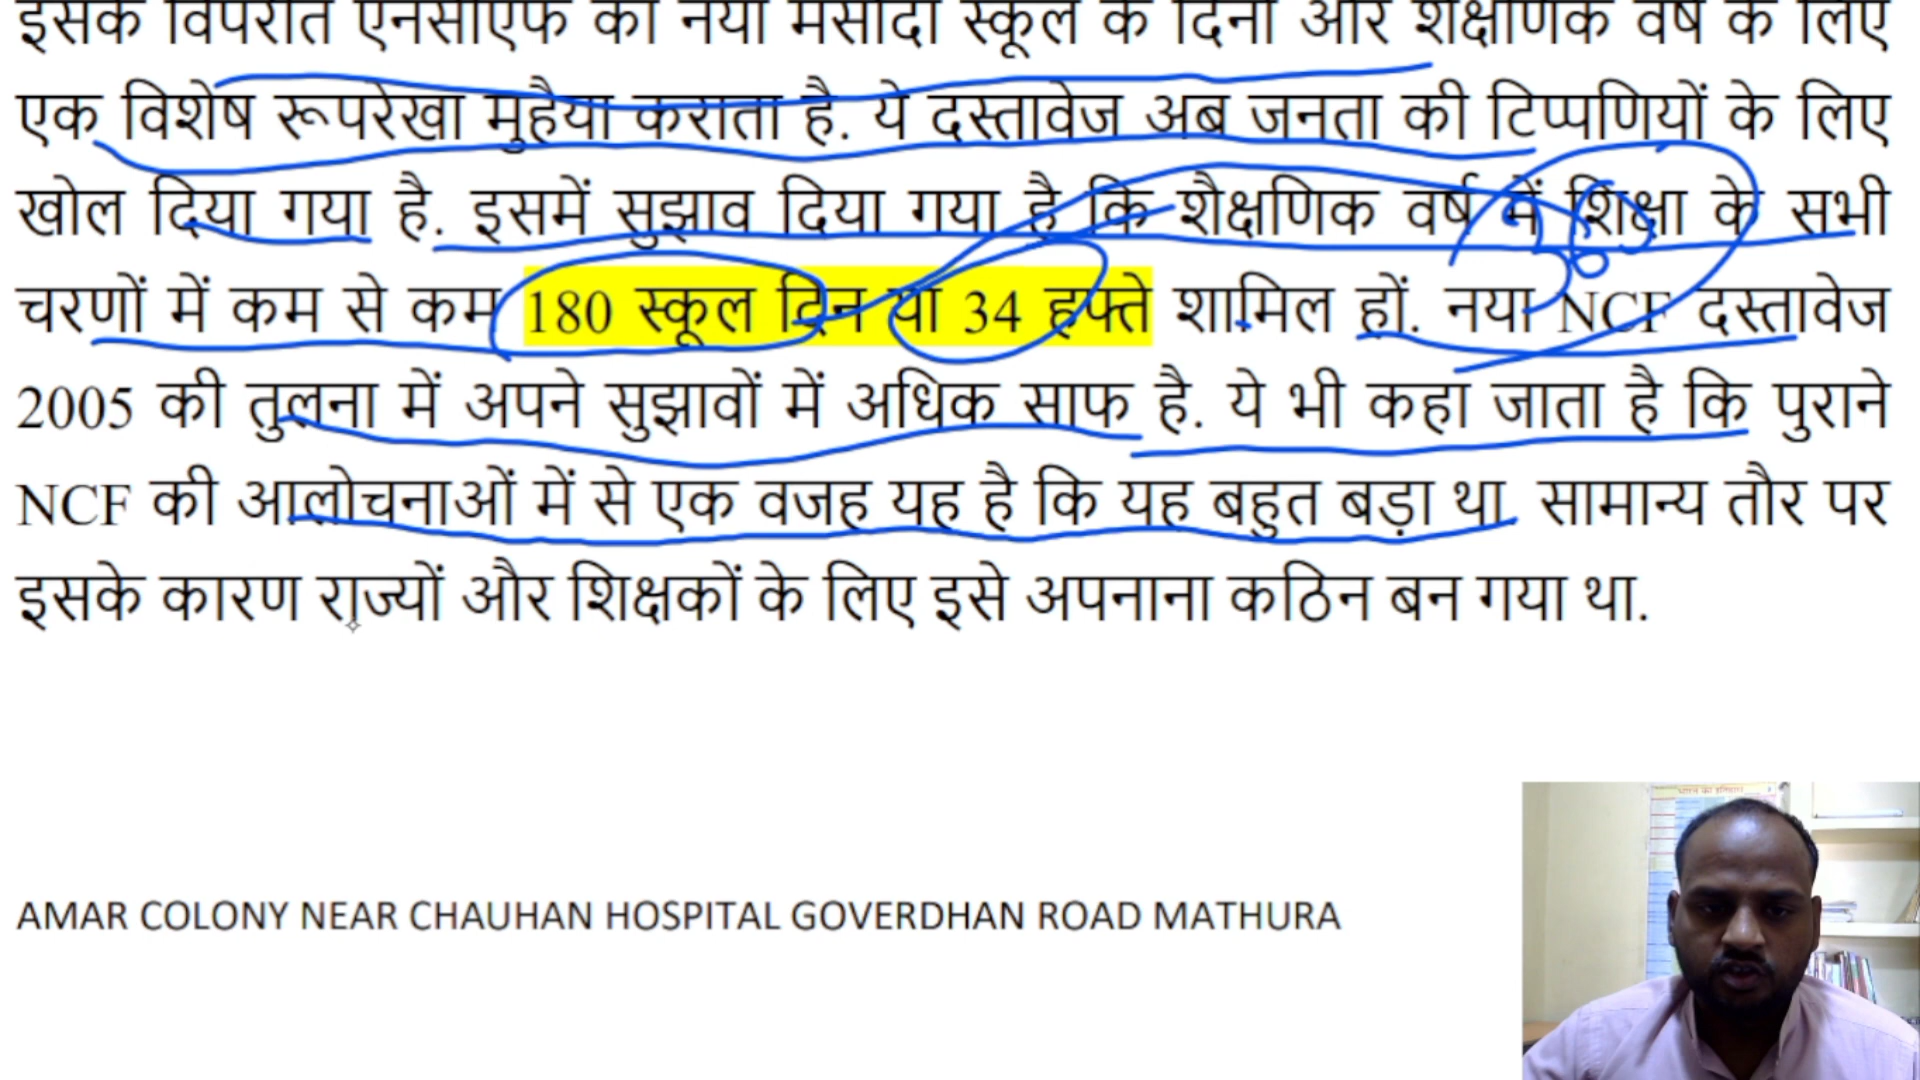 इसके विपरीत एनसीएफ का नया मसौदा स्कूल के दिनों और शैक्षणिक वर्ष के लिए
एक विशेष रूपरेखा मुहैया कराता है. ये दस्तावेज अब जनता की टिप्पणियों के लिए
खोल दिया गया है. इसमें सुझाव दिया गया है कि शैक्षणिक वर्ष में शिक्षा के सभी
चरणों में कम से कम 180 स्कूल दिन या 34 हफ्ते शामिल हों. नया NCF दस्तावेज
2005 की तुलना में अपने सुझावों में अधिक साफ है. ये भी कहा जाता है कि पुराने
NCF की आलोचनाओं में से एक वजह यह है कि यह बहुत बड़ा था. सामान्य तौर पर
इसके कारण राज्यों और शिक्षकों के लिए इसे अपनाना कठिन बन गया था.
भारत का इतिहास
AMAR COLONY NEAR CHAUHAN HOSPITAL GOVERDHAN ROAD MATHURA